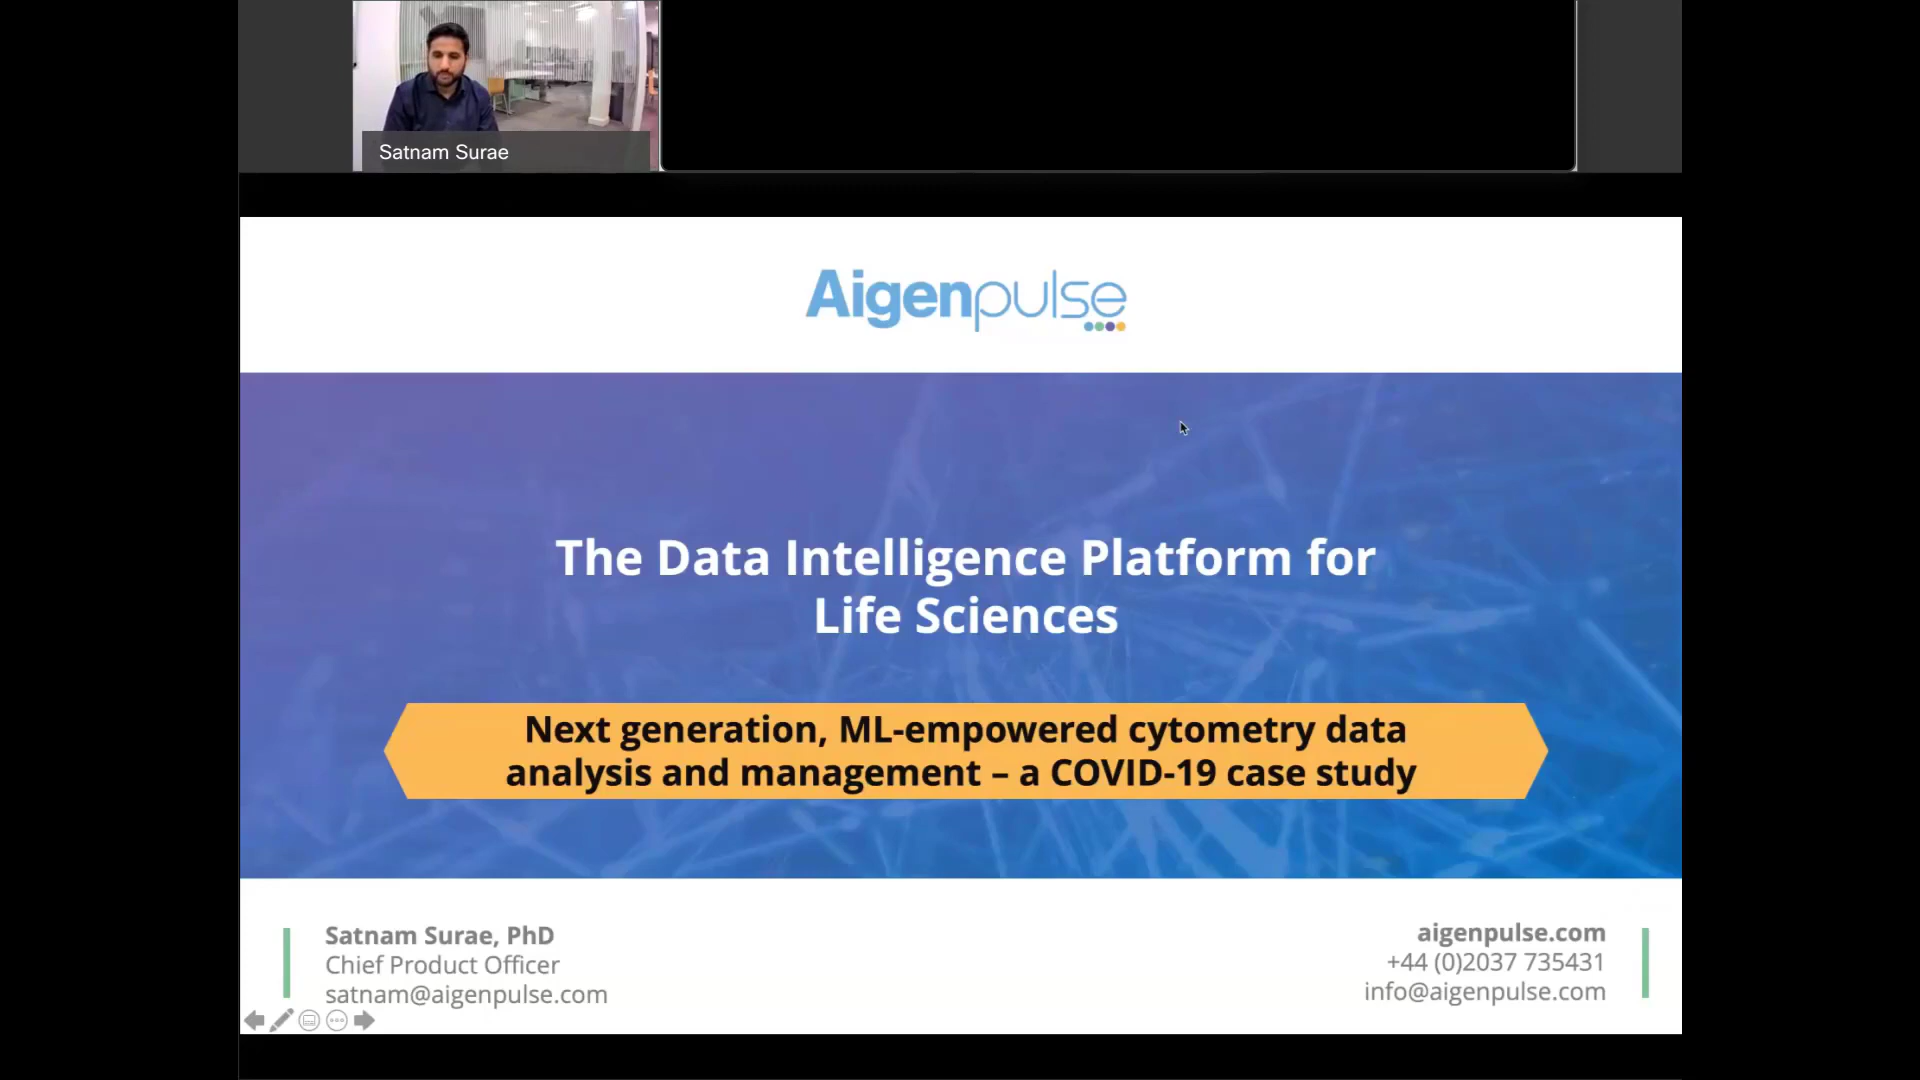 Satnam Surae
Aigenpulse
The Data Intelligence Platform for
Life Sciences
Next generation, ML-empowered cytometry data
analysis and management – a COVID-19 case study
Satnam Surae, PhD
Chief Product Officer
satnam@aigenpulse.com
aigenpulse.com
+44 (0)2037 735431
info@aigenpulse.com